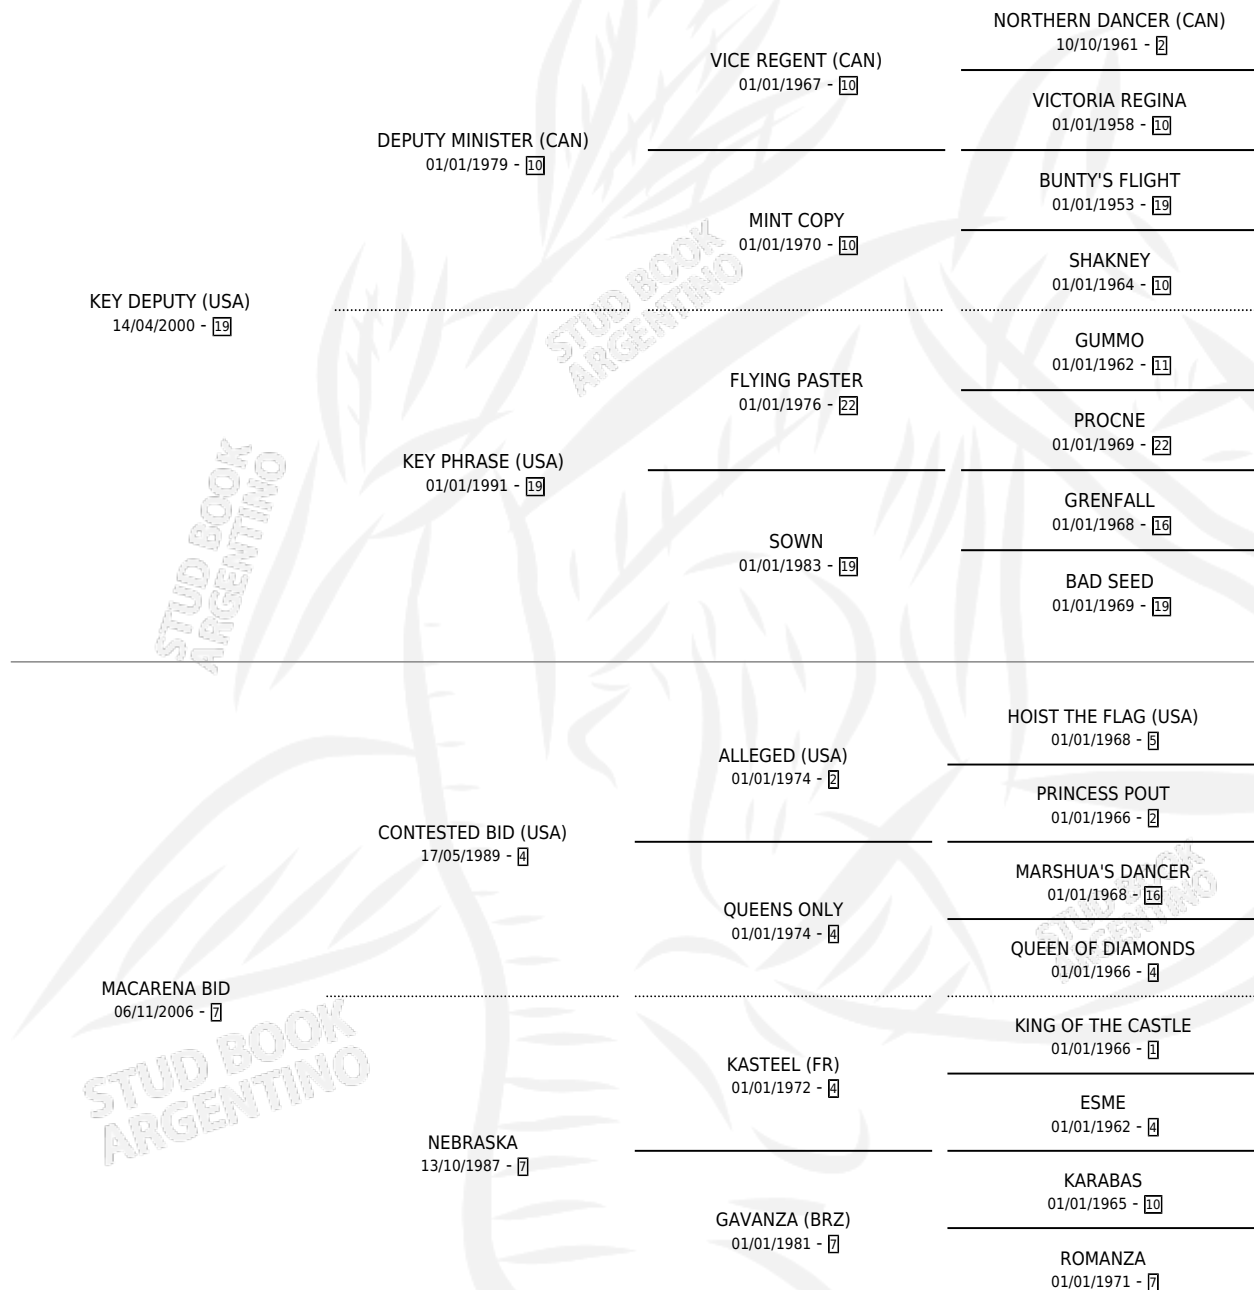 NORTHERN DANCER (CAN)
10/10/1961 - 2
VICE REGENT (CAN)
01/01/1967 - 10
VICTORIA REGINA
01/01/1958 - 10
DEPUTY MINISTER (CAN)
01/01/1979 - 10
BUNTY'S FLIGHT
01/01/1953 - 19
MINT COPY
01/01/1970 - 10
SHAKNEY
01/01/1964 - 10
KEY DEPUTY (USA)
14/04/2000 - 19
GUMMO
01/01/1962 - 11
FLYING PASTER
01/01/1976 - 22
PROCNE
01/01/1969 - 22
KEY PHRASE (USA)
01/01/1991 - 19
GRENFALL
01/01/1968 - 16
SOWN
01/01/1983 - 19
BAD SEED
01/01/1969 - 19
HOIST THE FLAG (USA)
01/01/1968 - 5
ALLEGED (USA)
01/01/1974 - 2
PRINCESS POUT
01/01/1966 - 2
CONTESTED BID (USA)
17/05/1989 - 4
MARSHUA'S DANCER
01/01/1968 - 16
QUEENS ONLY
01/01/1974 - 4
QUEEN OF DIAMONDS
01/01/1966 - 4
MACARENA BID
06/11/2006 - 7
KING OF THE CASTLE
01/01/1966 - 1
KASTEEL (FR)
01/01/1972 - 4
ESME
01/01/1962 - 4
NEBRASKA
13/10/1987 - 7
KARABAS
01/01/1965 - 10
GAVANZA (BRZ)
01/01/1981 - 7
ROMANZA
01/01/1971 - 7
STUD BOOK
ARGENTINO
STUD BOOK
ARGENTINO
STUD BOOK
ARGENTINO
STUD BOOK
ARGENTINO